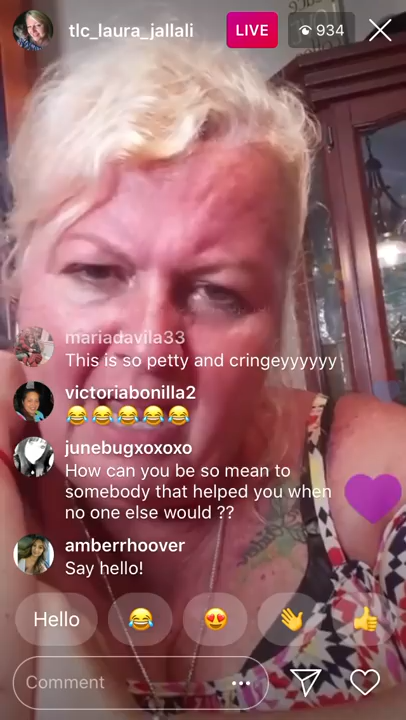 tlc_laura_jallali
LIVE
934
mariadavila33
This is so petty and cringeyyyyyy
victoriabonilla2
😂😂😂😂😂
junebugxoxoxo
How can you be so mean to
somebody that helped you when
no one else would ??
amberrhoover
Say hello!
Hello 😂 😍 👋 👍
Comment